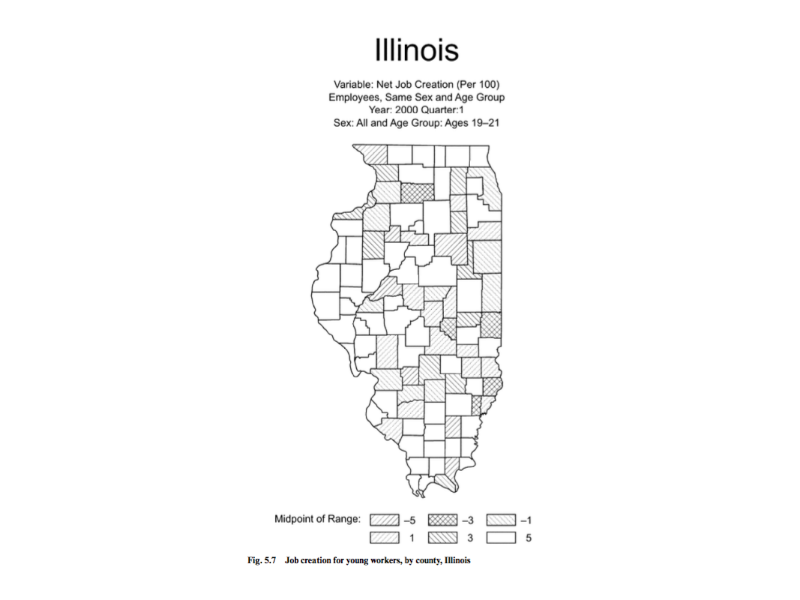 Illinois
Variable: Net Job Creation (Per 100)
Employees, Same Sex and Age Group
Year: 2000 Quarter:1
Sex: All and Age Group: Ages 19–21
Midpoint of Range: –5 –3 –1
1 3 5
Fig. 5.7 Job creation for young workers, by county, Illinois